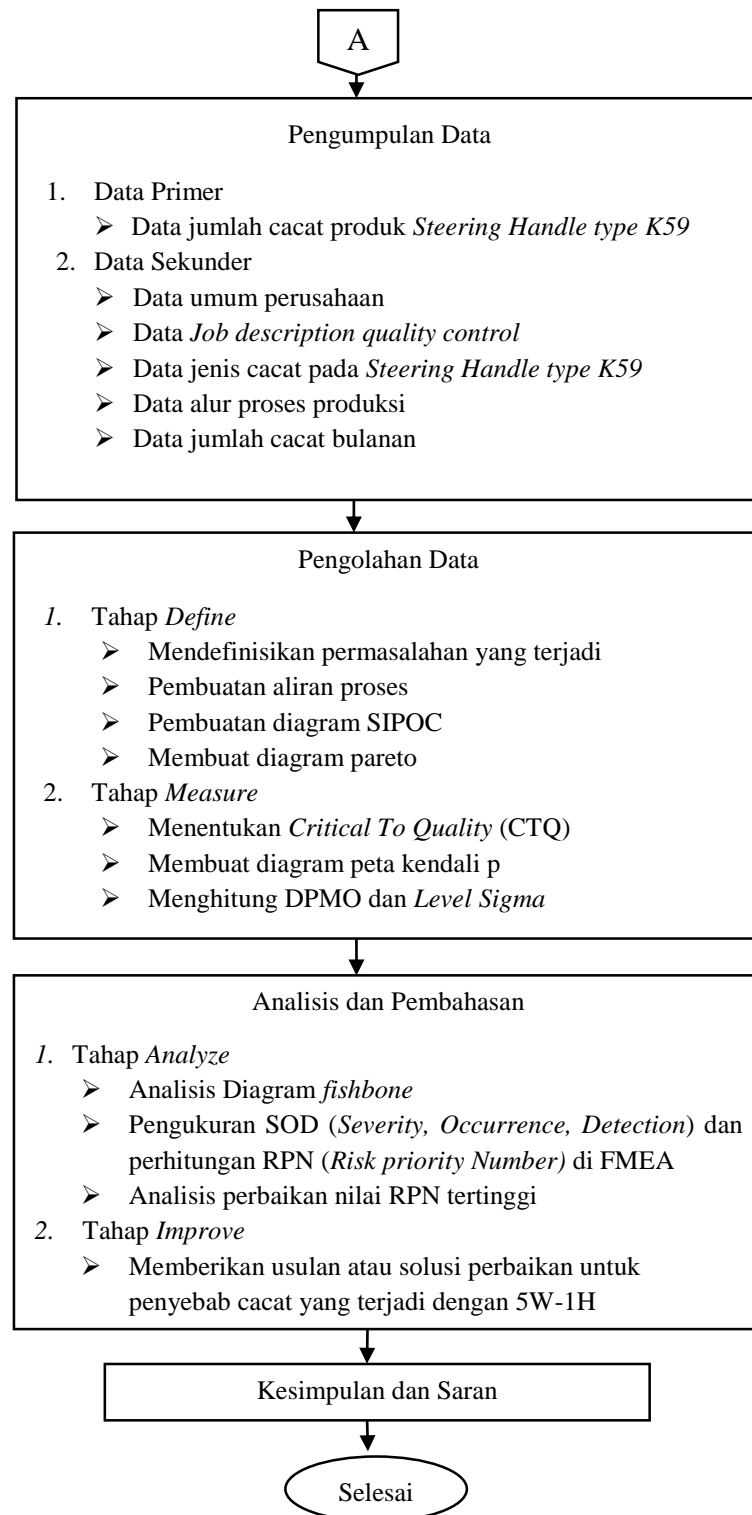 A
Pengumpulan Data
1. Data Primer
➢ Data jumlah cacat produk Steering Handle type K59
2. Data Sekunder
➢ Data umum perusahaan
➢ Data Job description quality control
➢ Data jenis cacat pada Steering Handle type K59
➢ Data alur proses produksi
➢ Data jumlah cacat bulanan
Pengolahan Data
1. Tahap Define
➢ Mendefinisikan permasalahan yang terjadi
➢ Pembuatan aliran proses
➢ Pembuatan diagram SIPOC
➢ Membuat diagram pareto
2. Tahap Measure
➢ Menentukan Critical To Quality (CTQ)
➢ Membuat diagram peta kendali p
➢ Menghitung DPMO dan Level Sigma
Analisis dan Pembahasan
1. Tahap Analyze
➢ Analisis Diagram fishbone
➢ Pengukuran SOD (Severity, Occurrence, Detection) dan
perhitungan RPN (Risk priority Number) di FMEA
➢ Analisis perbaikan nilai RPN tertinggi
2. Tahap Improve
➢ Memberikan usulan atau solusi perbaikan untuk
penyebab cacat yang terjadi dengan 5W-1H
Kesimpulan dan Saran
Selesai